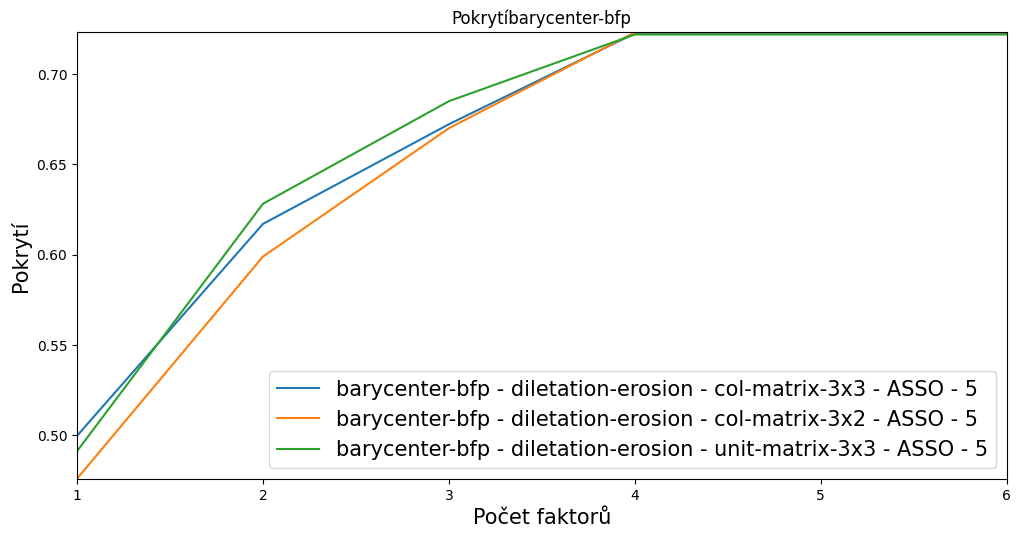 Pokrytíbarycenter-bfp
Pokrytí
0.70
0.65
0.60
0.55
0.50
barycenter-bfp - diletation-erosion - col-matrix-3x3 - ASSO - 5
barycenter-bfp - diletation-erosion - col-matrix-3x2 - ASSO - 5
barycenter-bfp - diletation-erosion - unit-matrix-3x3 - ASSO - 5
1 2 3 4 5 6
Počet faktorů